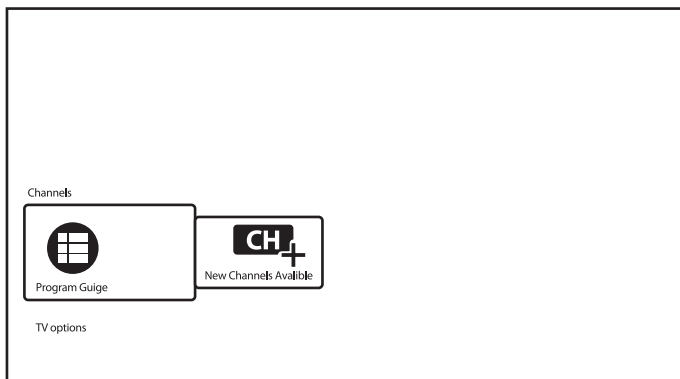 Channels
CH
Program Guige
New Channels Avalible
TV options